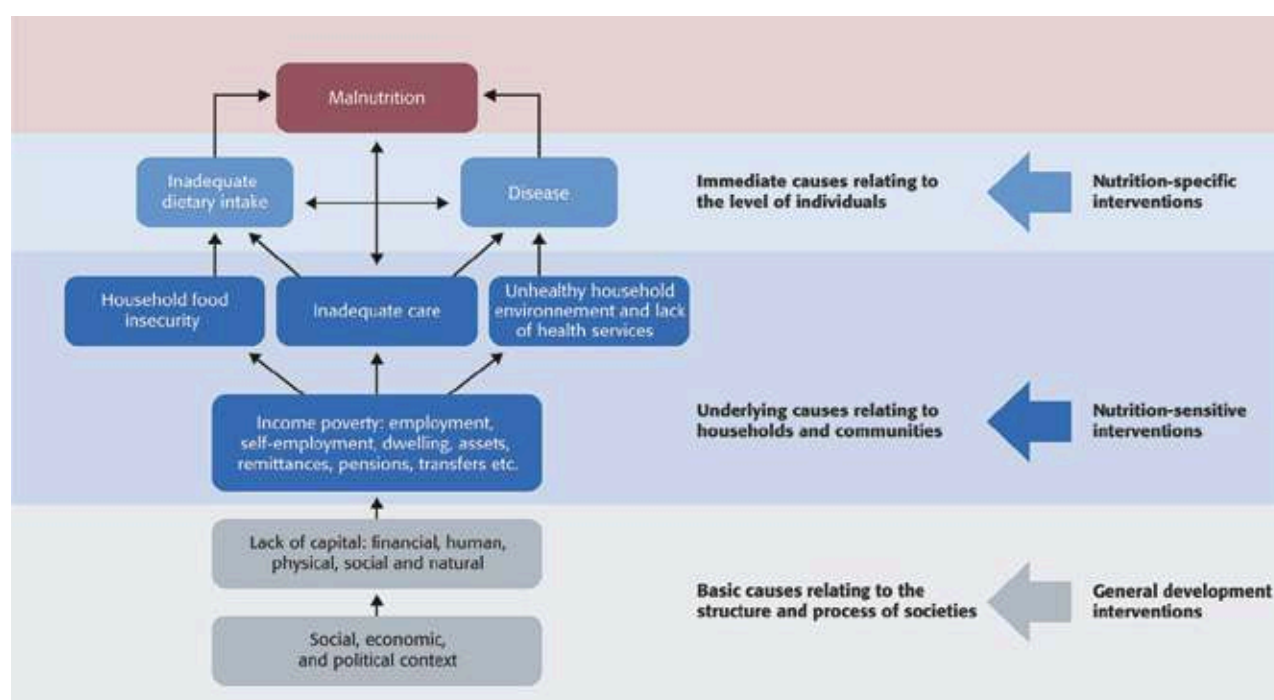 Malnutrition
Inadequate
dietary intake
Disease
Immediate causes relating to
the level of individuals
Nutrition-specific
interventions
Household food
insecurity
Inadequate care
Unhealthy household
environnement and lack
of health services
Income poverty: employment,
self-employment, dwelling, assets,
remittances, pensions, transfers etc.
Underlying causes relating to
households and communities
Nutrition-sensitive
interventions
Lack of capital: financial, human,
physical, social and natural
Social, economic,
and political context
Basic causes relating to the
structure and process of societies
General development
interventions